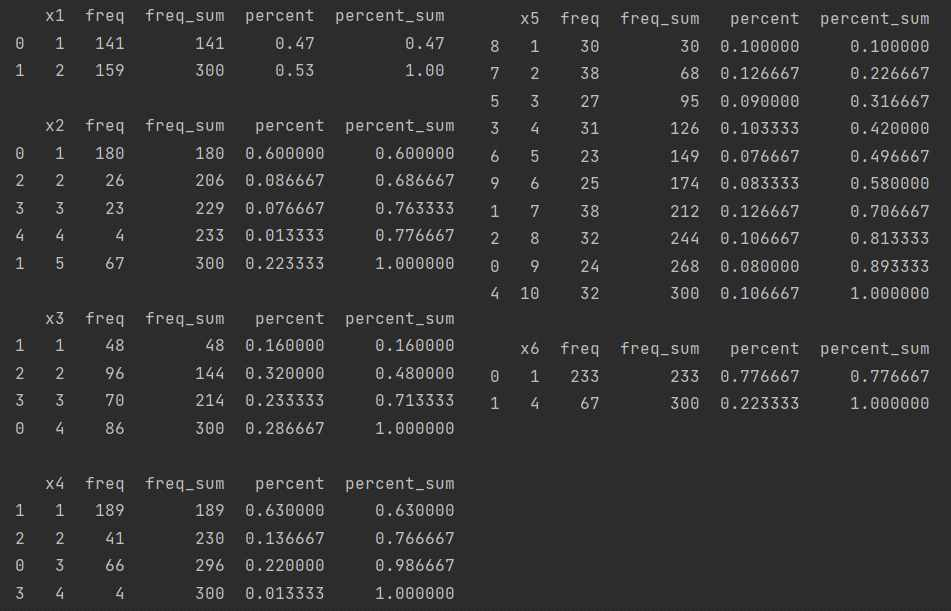 x1 freq freq_sum percent percent_sum
0 1 141 141 0.47 0.47
1 2 159 300 0.53 1.00
x2 freq freq_sum percent percent_sum
0 1 180 180 0.600000 0.600000
2 2 26 206 0.086667 0.686667
3 3 23 229 0.076667 0.763333
4 4 4 233 0.013333 0.776667
1 5 67 300 0.223333 1.000000
x3 freq freq_sum percent percent_sum
1 1 48 48 0.160000 0.160000
2 2 96 144 0.320000 0.480000
3 3 70 214 0.233333 0.713333
0 4 86 300 0.286667 1.000000
x4 freq freq_sum percent percent_sum
1 1 189 189 0.630000 0.630000
2 2 41 230 0.136667 0.766667
0 3 66 296 0.220000 0.986667
3 4 4 300 0.013333 1.000000
x5 freq freq_sum percent percent_sum
8 1 30 30 0.100000 0.100000
7 2 38 68 0.126667 0.226667
5 3 27 95 0.090000 0.316667
3 4 31 126 0.103333 0.420000
6 5 23 149 0.076667 0.496667
9 6 25 174 0.083333 0.580000
1 7 38 212 0.126667 0.706667
2 8 32 244 0.106667 0.813333
0 9 24 268 0.080000 0.893333
4 10 32 300 0.106667 1.000000
x6 freq freq_sum percent percent_sum
0 1 233 233 0.776667 0.776667
1 4 67 300 0.223333 1.000000